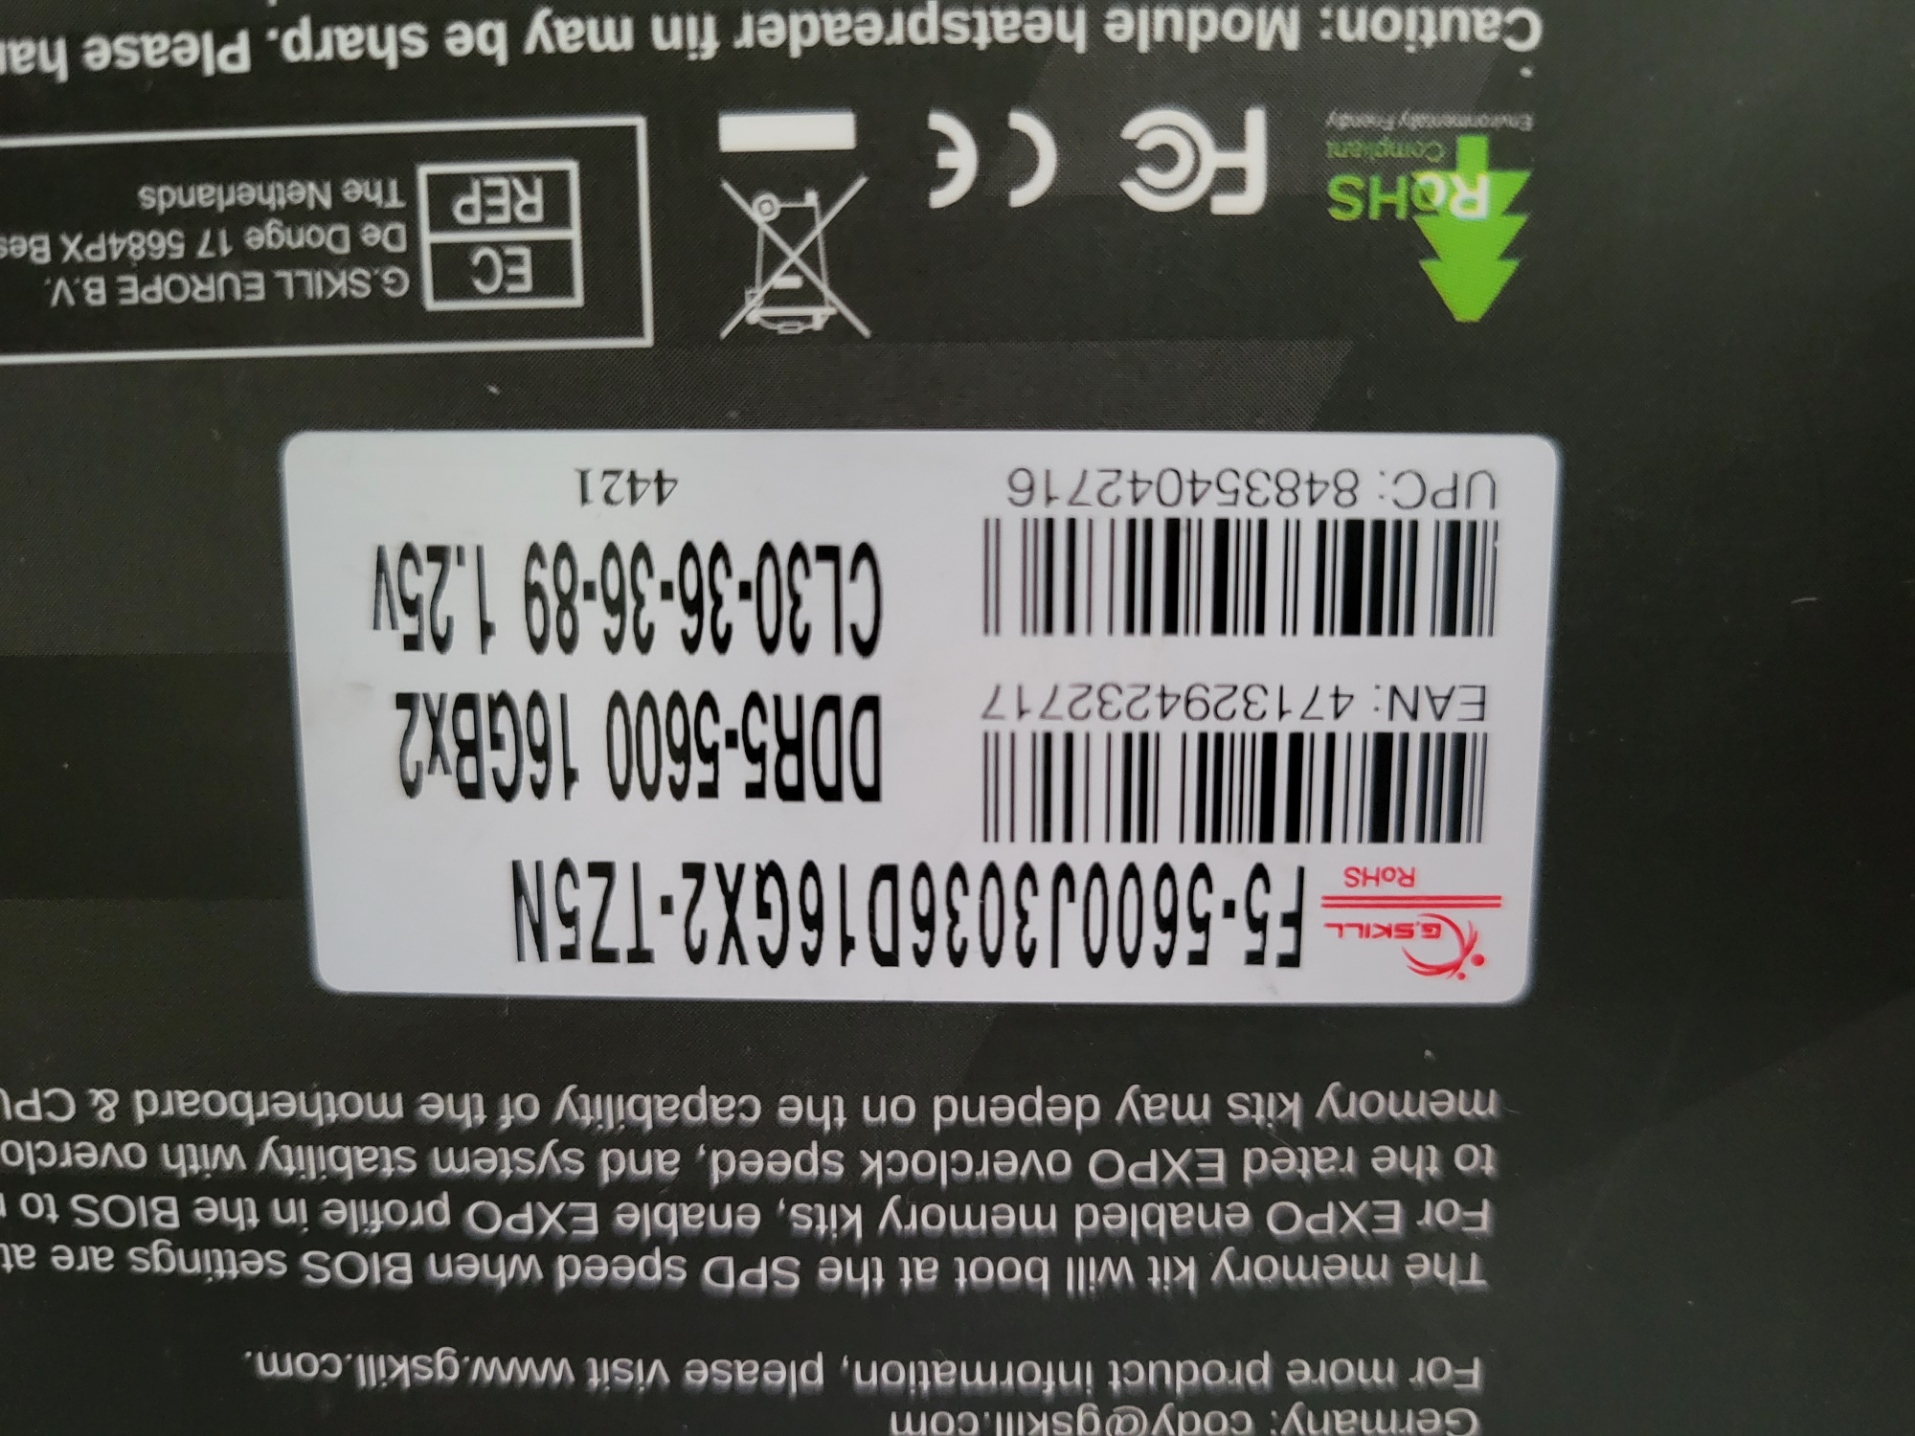 Germany: cody@gskill.com
For more product information, please visit www.gskill.com.
The memory kit will boot at the SPD speed when BIOS settings are at
For EXPO enabled memory kits, enable EXPO profile in the BIOS to
to the rated EXPO overclock speed, and system stability with overclo
memory kits may depend on the capability of the motherboard & CPU
G.SKILL
RoHS
F5-5600J3036D16GX2-TZ5N
DDR5-5600 16GBx2
EAN: 4713294232717
CL30-36-36-89 1.25V
UPC: 848354042716
4421
RoHS
Compliant
Environmentally Friendly
FC
CE
EC
REP
G.SKILL EUROPE B.V.
De Donge 17 5684PX Bes
The Netherlands
Caution: Module heatspreader fin may be sharp. Please han